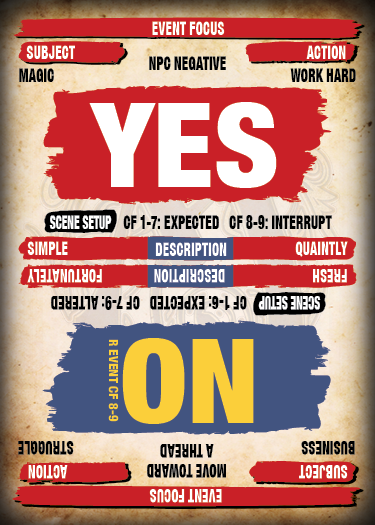 EVENT FOCUS
SUBJECT ACTION
MAGIC NPC NEGATIVE WORK HARD
YES
SCENE SETUP CF 1-7: EXPECTED CF 8-9: INTERRUPT
SIMPLE DESCRIPTION QUAINTLY
EVENT FOCUS
SUBJECT ACTION
BUSINESS MOVE TOWARD STRUGGLE
A THREAD
NO
R EVENT CF 8-9
SCENE SETUP CF 1-6: EXPECTED CF 7-9: ALTERED
FRESH DESCRIPTION FORTUNATELY